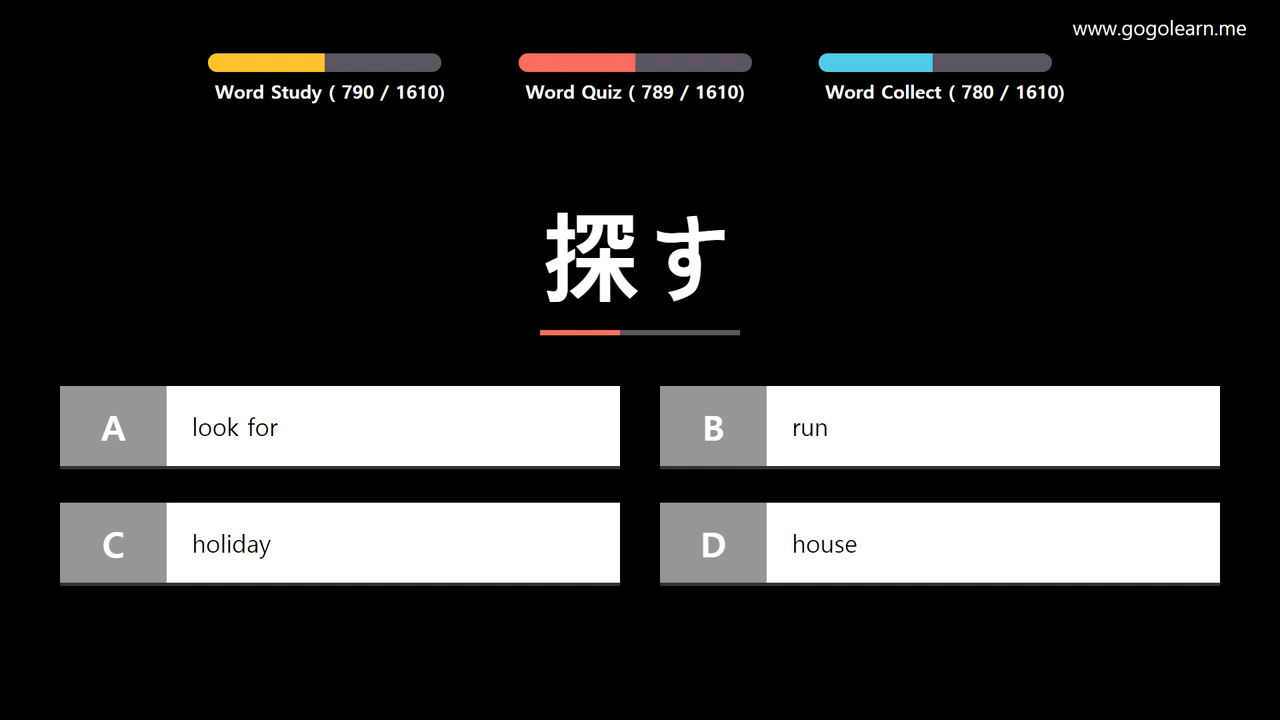 www.gogolearn.me
Word Study ( 790 / 1610)
Word Quiz ( 789 / 1610)
Word Collect ( 780 / 1610)
探す
A look for
B run
C holiday
D house